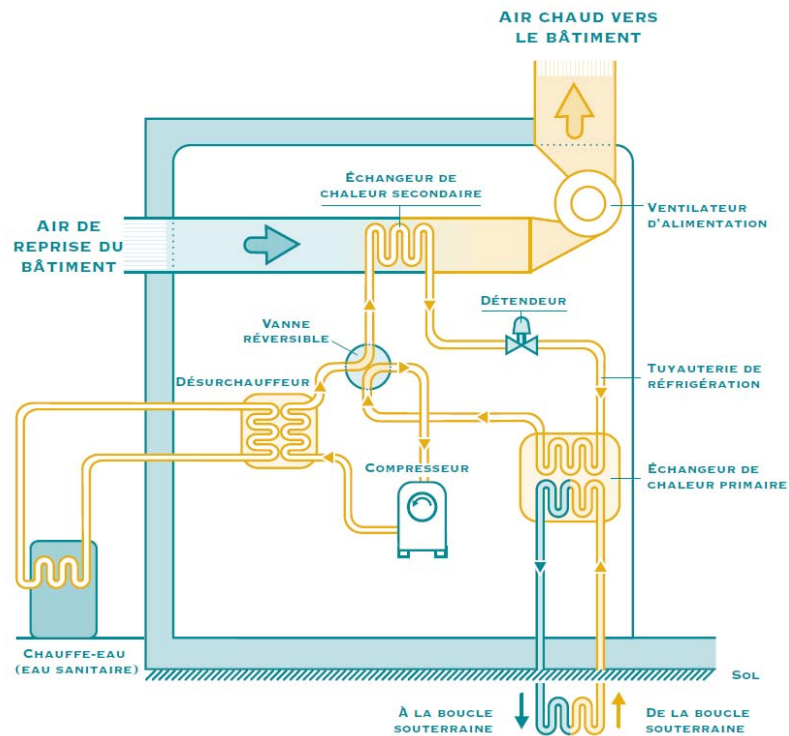 AIR CHAUD VERS
LE BÂTIMENT
ÉCHANGEUR DE
CHALEUR SECONDAIRE
VENTILATEUR
D'ALIMENTATION
AIR DE
REPRISE DU
BÂTIMENT
DÉTENDEUR
VANNE
RÉVERSIBLE
TUYAUTERIE DE
RÉFRIGÉRATION
DÉSURCHAUFFEUR
COMPRESSEUR
ÉCHANGEUR DE
CHALEUR PRIMAIRE
CHAUFFE-EAU
(EAU SANITAIRE)
SOL
À LA BOUCLE
SOUTERRAINE
DE LA BOUCLE
SOUTERRAINE